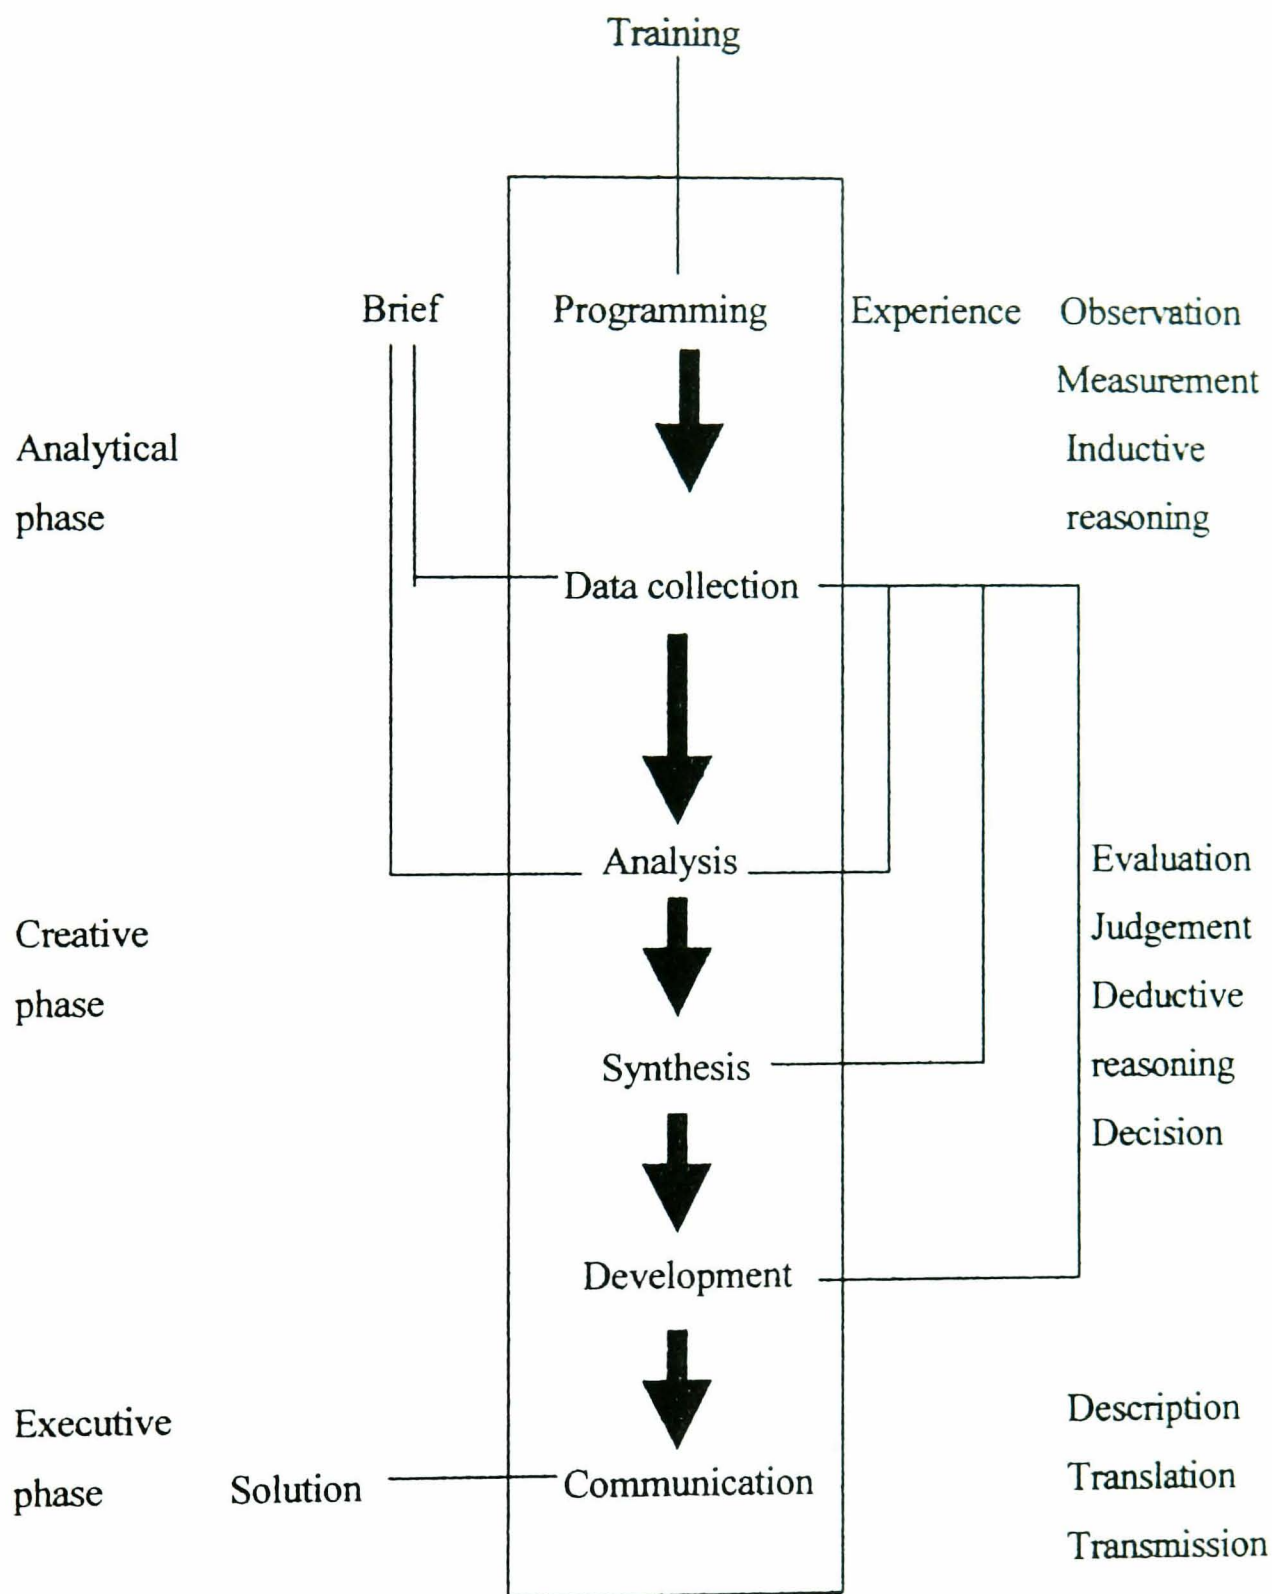 Training
Brief
Programming
Experience
Observation
Measurement
Inductive
reasoning
Analytical
phase
Data collection
Analysis
Evaluation
Judgement
Deductive
reasoning
Decision
Creative
phase
Synthesis
Development
Executive
phase
Solution
Communication
Description
Translation
Transmission